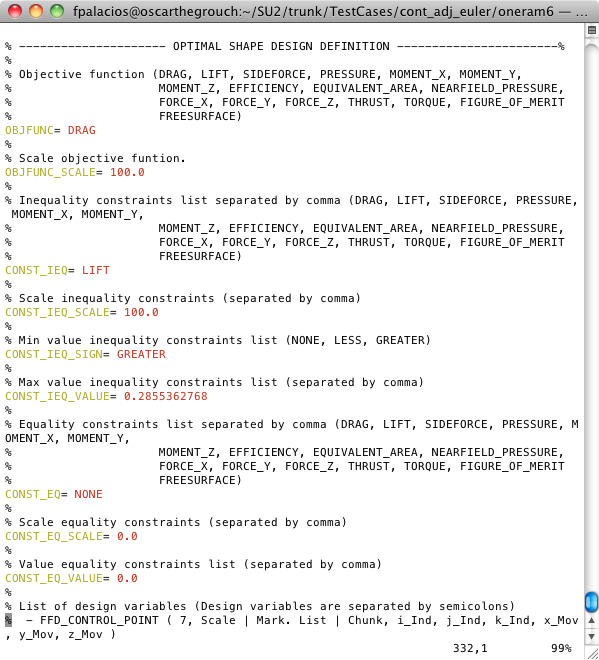 fpalacios@oscarthegrouch:~/SU2/trunk/TestCases/cont_adj_euler/oneram6 — ...
% -------------------- OPTIMAL SHAPE DESIGN DEFINITION -----------------------%
%
% Objective function (DRAG, LIFT, SIDEFORCE, PRESSURE, MOMENT_X, MOMENT_Y,
%                     MOMENT_Z, EFFICIENCY, EQUIVALENT_AREA, NEARFIELD_PRESSURE,
%                     FORCE_X, FORCE_Y, FORCE_Z, THRUST, TORQUE, FIGURE_OF_MERIT
%                     FREESURFACE)
OBJFUNC= DRAG
%
% Scale objective funtion.
OBJFUNC_SCALE= 100.0
%
% Inequality constraints list separated by comma (DRAG, LIFT, SIDEFORCE, PRESSURE,
 MOMENT_X, MOMENT_Y,
%                     MOMENT_Z, EFFICIENCY, EQUIVALENT_AREA, NEARFIELD_PRESSURE,
%                     FORCE_X, FORCE_Y, FORCE_Z, THRUST, TORQUE, FIGURE_OF_MERIT
%                     FREESURFACE)
CONST_IEQ= LIFT
%
% Scale inequality constraints (separated by comma)
CONST_IEQ_SCALE= 100.0
%
% Min value inequality constraints list (NONE, LESS, GREATER)
CONST_IEQ_SIGN= GREATER
%
% Max value inequality constraints list (separated by comma)
CONST_IEQ_VALUE= 0.2855362768
%
% Equality constraints list separated by comma (DRAG, LIFT, SIDEFORCE, PRESSURE, M
OMENT_X, MOMENT_Y,
%                     MOMENT_Z, EFFICIENCY, EQUIVALENT_AREA, NEARFIELD_PRESSURE,
%                     FORCE_X, FORCE_Y, FORCE_Z, THRUST, TORQUE, FIGURE_OF_MERIT
%                     FREESURFACE)
CONST_EQ= NONE
%
% Scale equality constraints (separated by comma)
CONST_EQ_SCALE= 0.0
%
% Value equality constraints list (separated by comma)
CONST_EQ_VALUE= 0.0
%
% List of design variables (Design variables are separated by semicolons)
%  - FFD_CONTROL_POINT ( 7, Scale | Mark. List | Chunk, i_Ind, j_Ind, k_Ind, x_Mov
, y_Mov, z_Mov )
332,1         99%